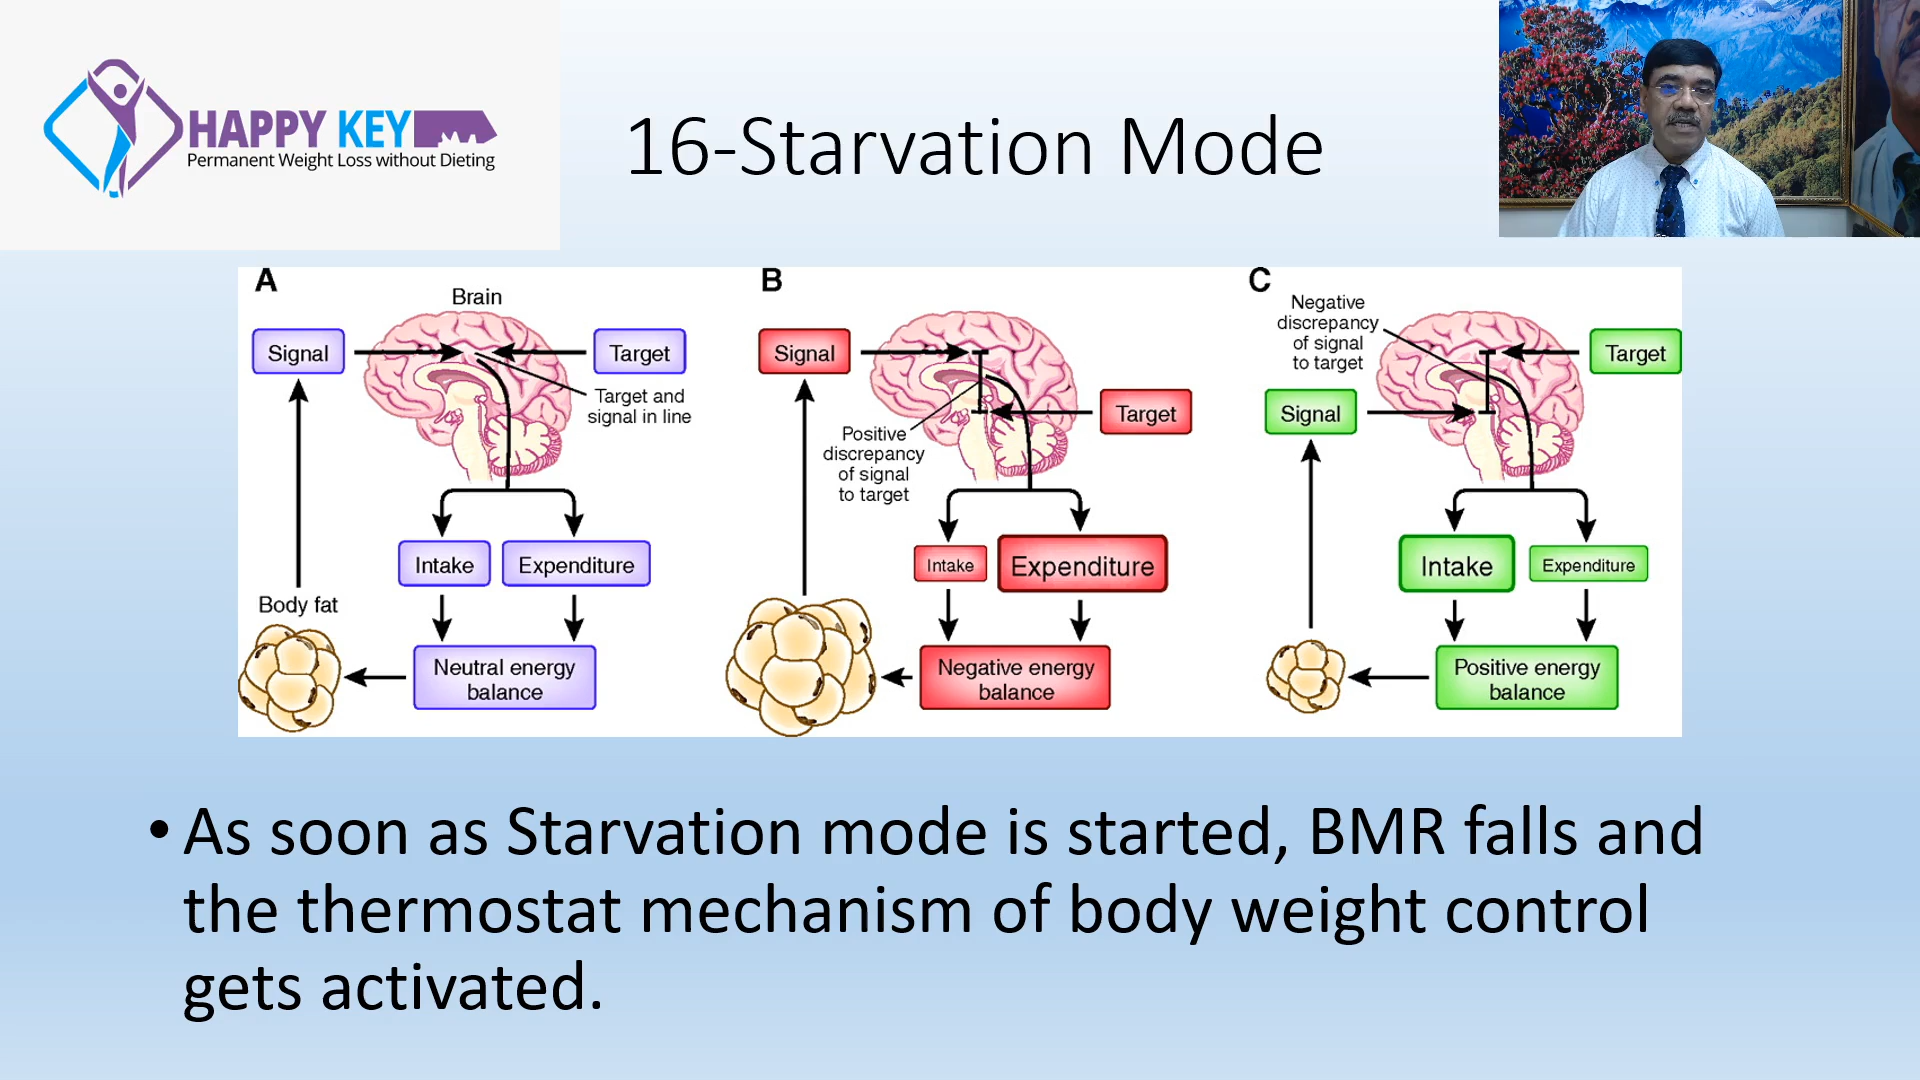 HAPPY KEY
Permanent Weight Loss without Dieting
16-Starvation Mode
A
Brain
Signal
Target
Target and
signal in line
Intake
Expenditure
Body fat
Neutral energy
balance
B
Signal
Target
Positive
discrepancy
of signal
to target
Intake
Expenditure
Negative energy
balance
C
Negative
discrepancy
of signal
to target
Target
Signal
Intake
Expenditure
Positive energy
balance
• As soon as Starvation mode is started, BMR falls and
the thermostat mechanism of body weight control
gets activated.